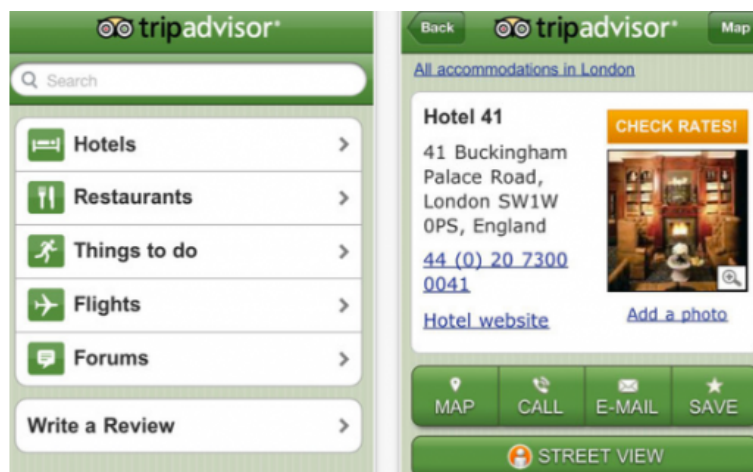 tripadvisor®
Search
Hotels
Restaurants
Things to do
Flights
Forums
Write a Review
Back
tripadvisor®
Map
All accommodations in London
Hotel 41
41 Buckingham
Palace Road,
London SW1W
0PS, England
44 (0) 20 7300
0041
Hotel website
CHECK RATES!
Add a photo
MAP
CALL
E-MAIL
SAVE
STREET VIEW